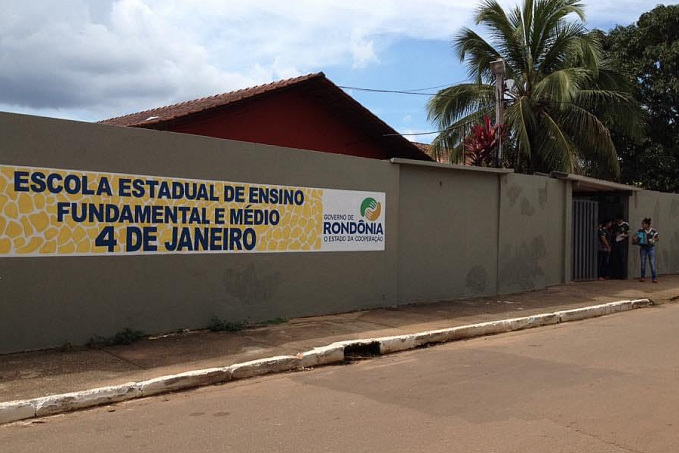 ESCOLA ESTADUAL DE ENSINO
FUNDAMENTAL E MÉDIO
4 DE JANEIRO
GOVERNO DE
RONDÔNIA
O ESTADO DA COOPERAÇÃO